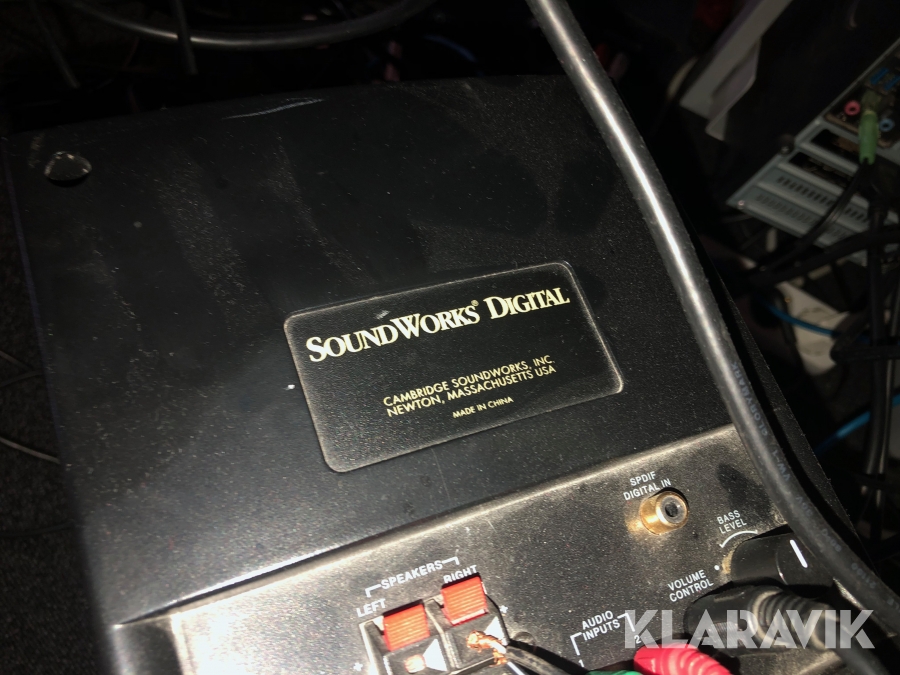 SOUNDWORKS® DIGITAL
CAMBRIDGE SOUNDWORKS, INC.
NEWTON, MASSACHUSETTS USA
MADE IN CHINA
SPDIF
DIGITAL IN
BASS
LEVEL
SPEAKERS
LEFT
RIGHT
VOLUME
CONTROL
AUDIO
INPUTS
2
KLARAVIK